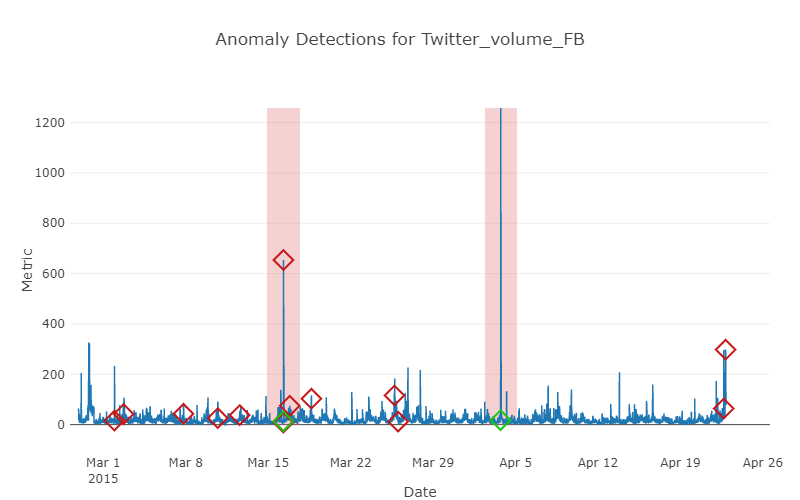 Anomaly Detections for Twitter_volume_FB
1200
1000
800
600
400
200
0
Metric
Mar 1
2015
Mar 8
Mar 15
Mar 22
Mar 29
Apr 5
Apr 12
Apr 19
Apr 26
Date